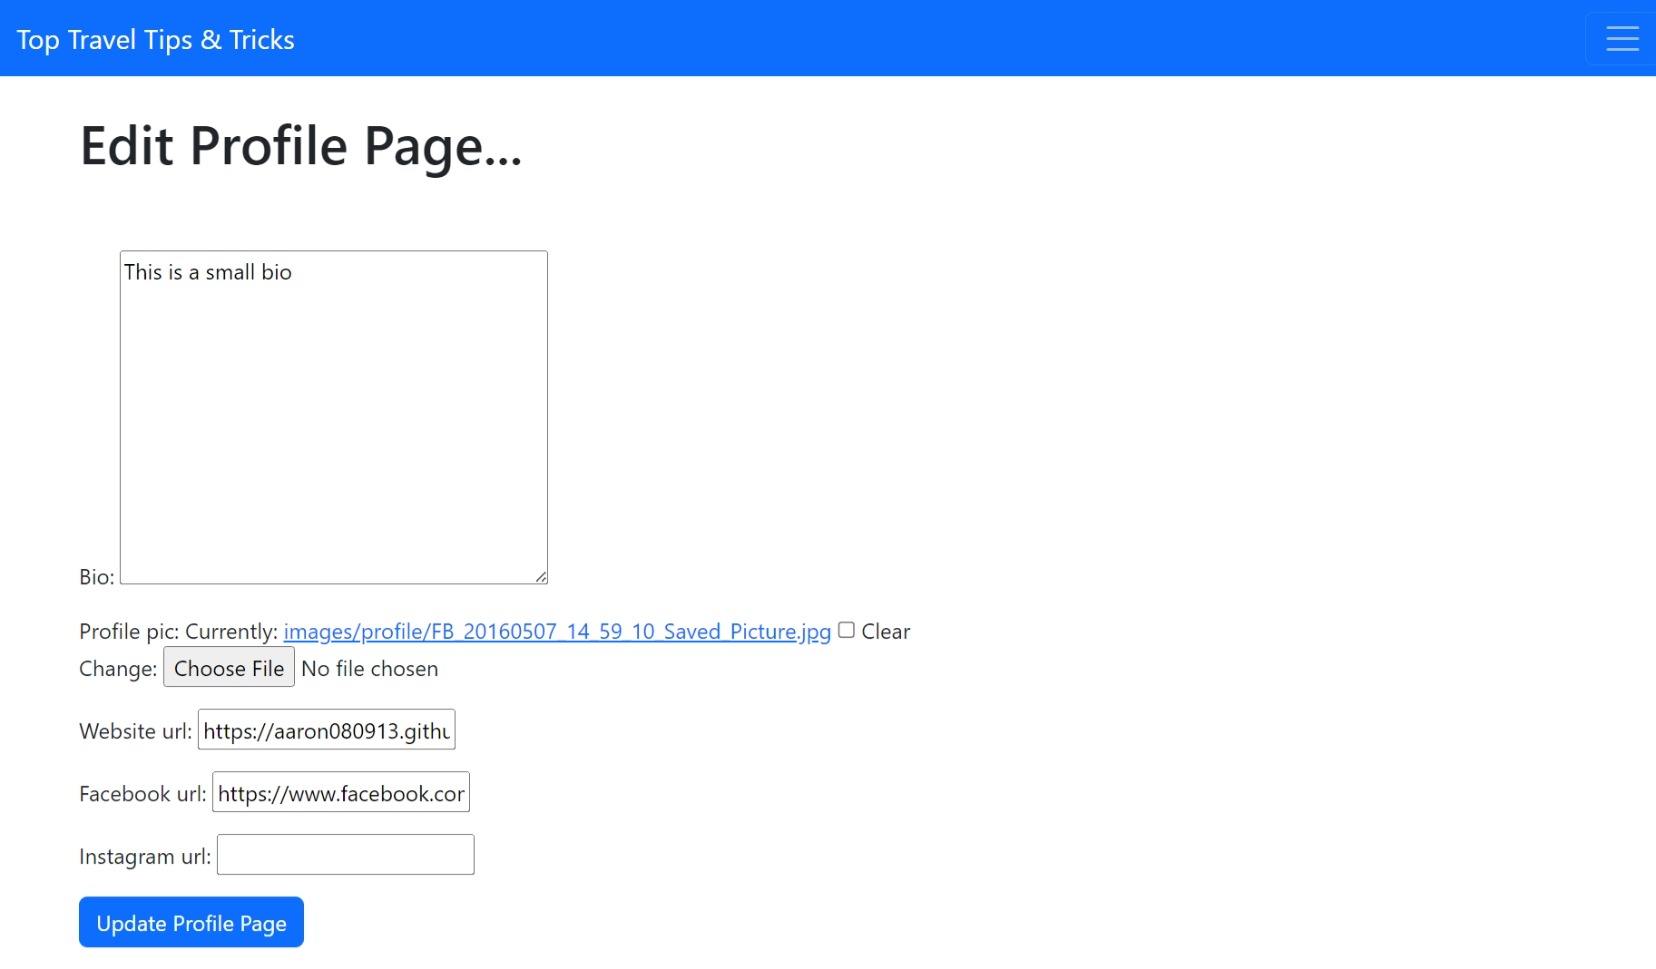 Top Travel Tips & Tricks
Edit Profile Page...
This is a small bio
Bio:
Profile pic: Currently: images/profile/FB_20160507_14_59_10_Saved_Picture.jpg Clear
Change: Choose File No file chosen
Website url: https://aaron080913.githu
Facebook url: https://www.facebook.cor
Instagram url:
Update Profile Page